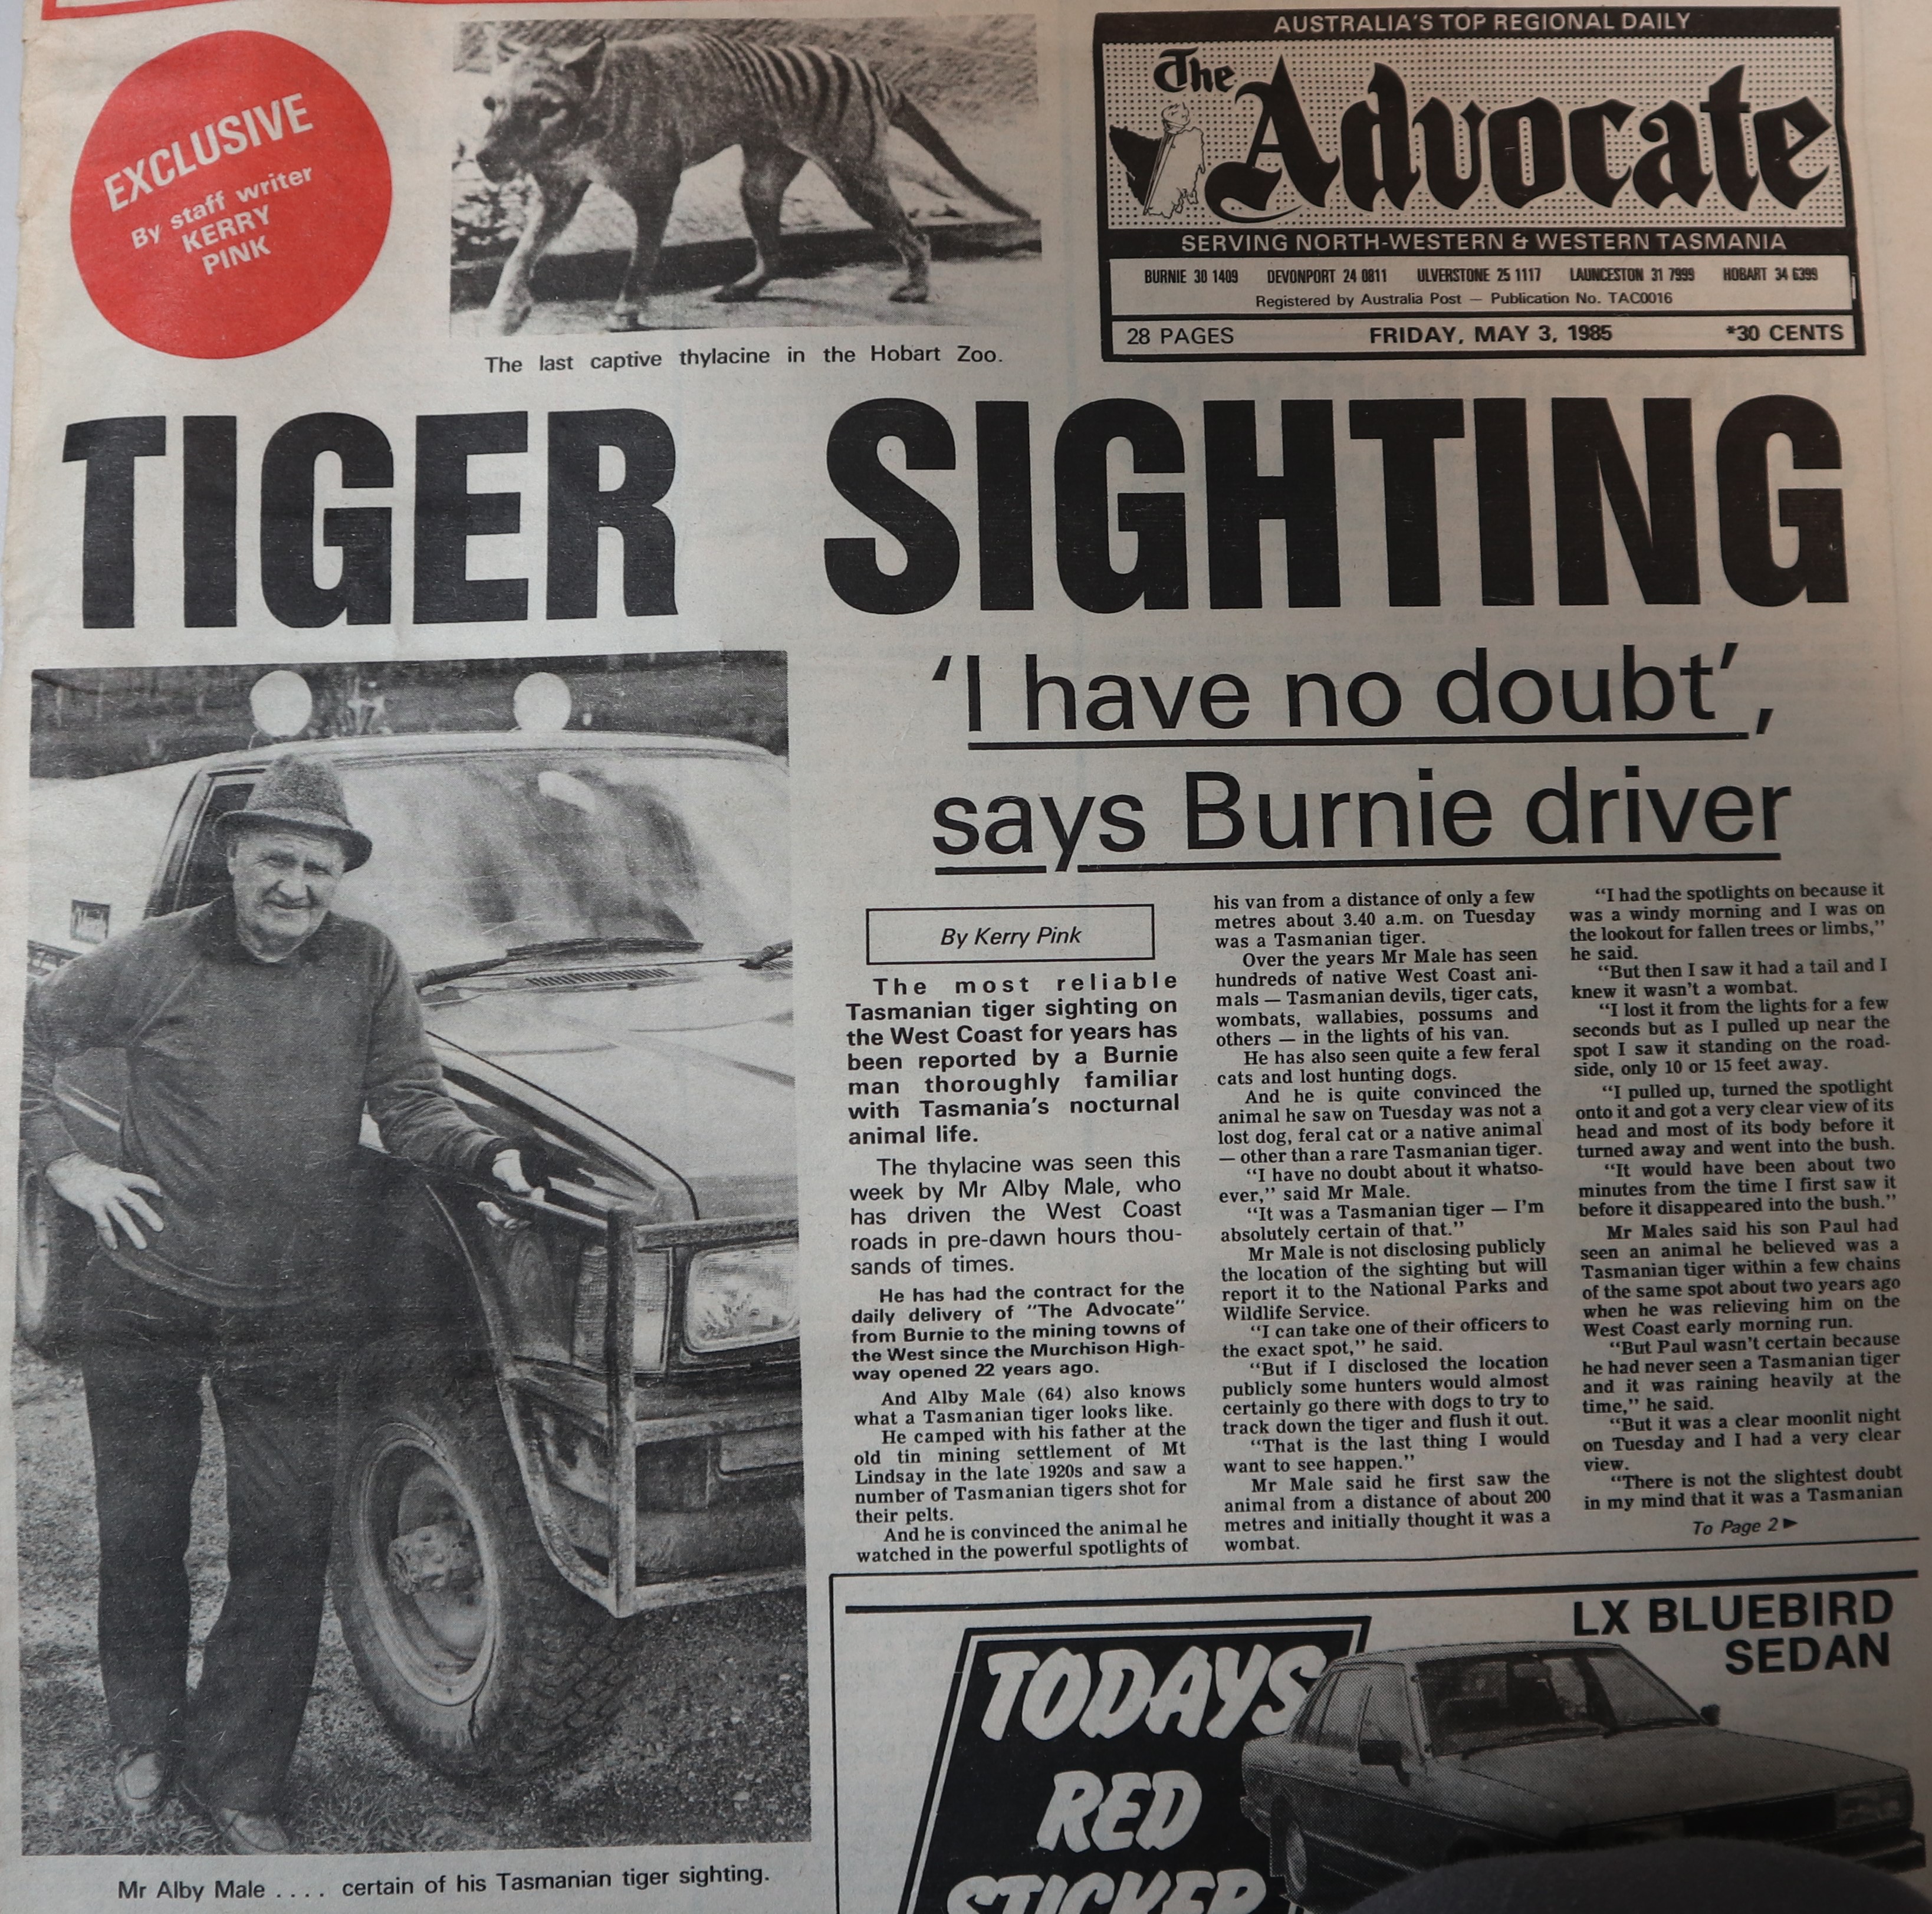 EXCLUSIVE
By staff writer
KERRY
PINK
The last captive thylacine in the Hobart Zoo.
AUSTRALIA'S TOP REGIONAL DAILY
The
Advocate
SERVING NORTH-WESTERN & WESTERN TASMANIA
BURNIE 30 1409 DEVONPORT 24 0811 ULVERSTONE 25 1117 LAUNCESTON 31 7999 HOBART 34 6399
Registered by Australia Post — Publication No. TAC0016
28 PAGES FRIDAY, MAY 3, 1985 *30 CENTS
TIGER SIGHTING
'I have no doubt',
says Burnie driver
Mr Alby Male .... certain of his Tasmanian tiger sighting.
By Kerry Pink
The most reliable
Tasmanian tiger sighting on
the West Coast for years has
been reported by a Burnie
man thoroughly familiar
with Tasmania's nocturnal
animal life.
The thylacine was seen this
week by Mr Alby Male, who
has driven the West Coast
roads in pre-dawn hours thou-
sands of times.
He has had the contract for the
daily delivery of "The Advocate"
from Burnie to the mining towns of
the West since the Murchison High-
way opened 22 years ago.
And Alby Male (64) also knows
what a Tasmanian tiger looks like.
He camped with his father at the
old tin mining settlement of Mt
Lindsay in the late 1920s and saw a
number of Tasmanian tigers shot for
their pelts.
And he is convinced the animal he
watched in the powerful spotlights of
his van from a distance of only a few
metres about 3.40 a.m. on Tuesday
was a Tasmanian tiger.
Over the years Mr Male has seen
hundreds of native West Coast ani-
mals — Tasmanian devils, tiger cats,
wombats, wallabies, possums and
others — in the lights of his van.
He has also seen quite a few feral
cats and lost hunting dogs.
And he is quite convinced the
animal he saw on Tuesday was not a
lost dog, feral cat or a native animal
— other than a rare Tasmanian tiger.
"I have no doubt about it whatso-
ever," said Mr Male.
"It was a Tasmanian tiger — I'm
absolutely certain of that."
Mr Male is not disclosing publicly
the location of the sighting but will
report it to the National Parks and
Wildlife Service.
"I can take one of their officers to
the exact spot," he said.
"But if I disclosed the location
publicly some hunters would almost
certainly go there with dogs to try to
track down the tiger and flush it out.
"That is the last thing I would
want to see happen."
Mr Male said he first saw the
animal from a distance of about 200
metres and initially thought it was a
wombat.
"I had the spotlights on because it
was a windy morning and I was on
the lookout for fallen trees or limbs,"
he said.
"But then I saw it had a tail and I
knew it wasn't a wombat.
"I lost it from the lights for a few
seconds but as I pulled up near the
spot I saw it standing on the road-
side, only 10 or 15 feet away.
"I pulled up, turned the spotlight
onto it and got a very clear view of its
head and most of its body before it
turned away and went into the bush.
"It would have been about two
minutes from the time I first saw it
before it disappeared into the bush."
Mr Males said his son Paul had
seen an animal he believed was a
Tasmanian tiger within a few chains
of the same spot about two years ago
when he was relieving him on the
West Coast early morning run.
"But Paul wasn't certain because
he had never seen a Tasmanian tiger
and it was raining heavily at the
time," he said.
"But it was a clear moonlit night
on Tuesday and I had a very clear
view.
"There is not the slightest doubt
in my mind that it was a Tasmanian
To Page 2►
TODAYS
RED
STICKER
LX BLUEBIRD
SEDAN